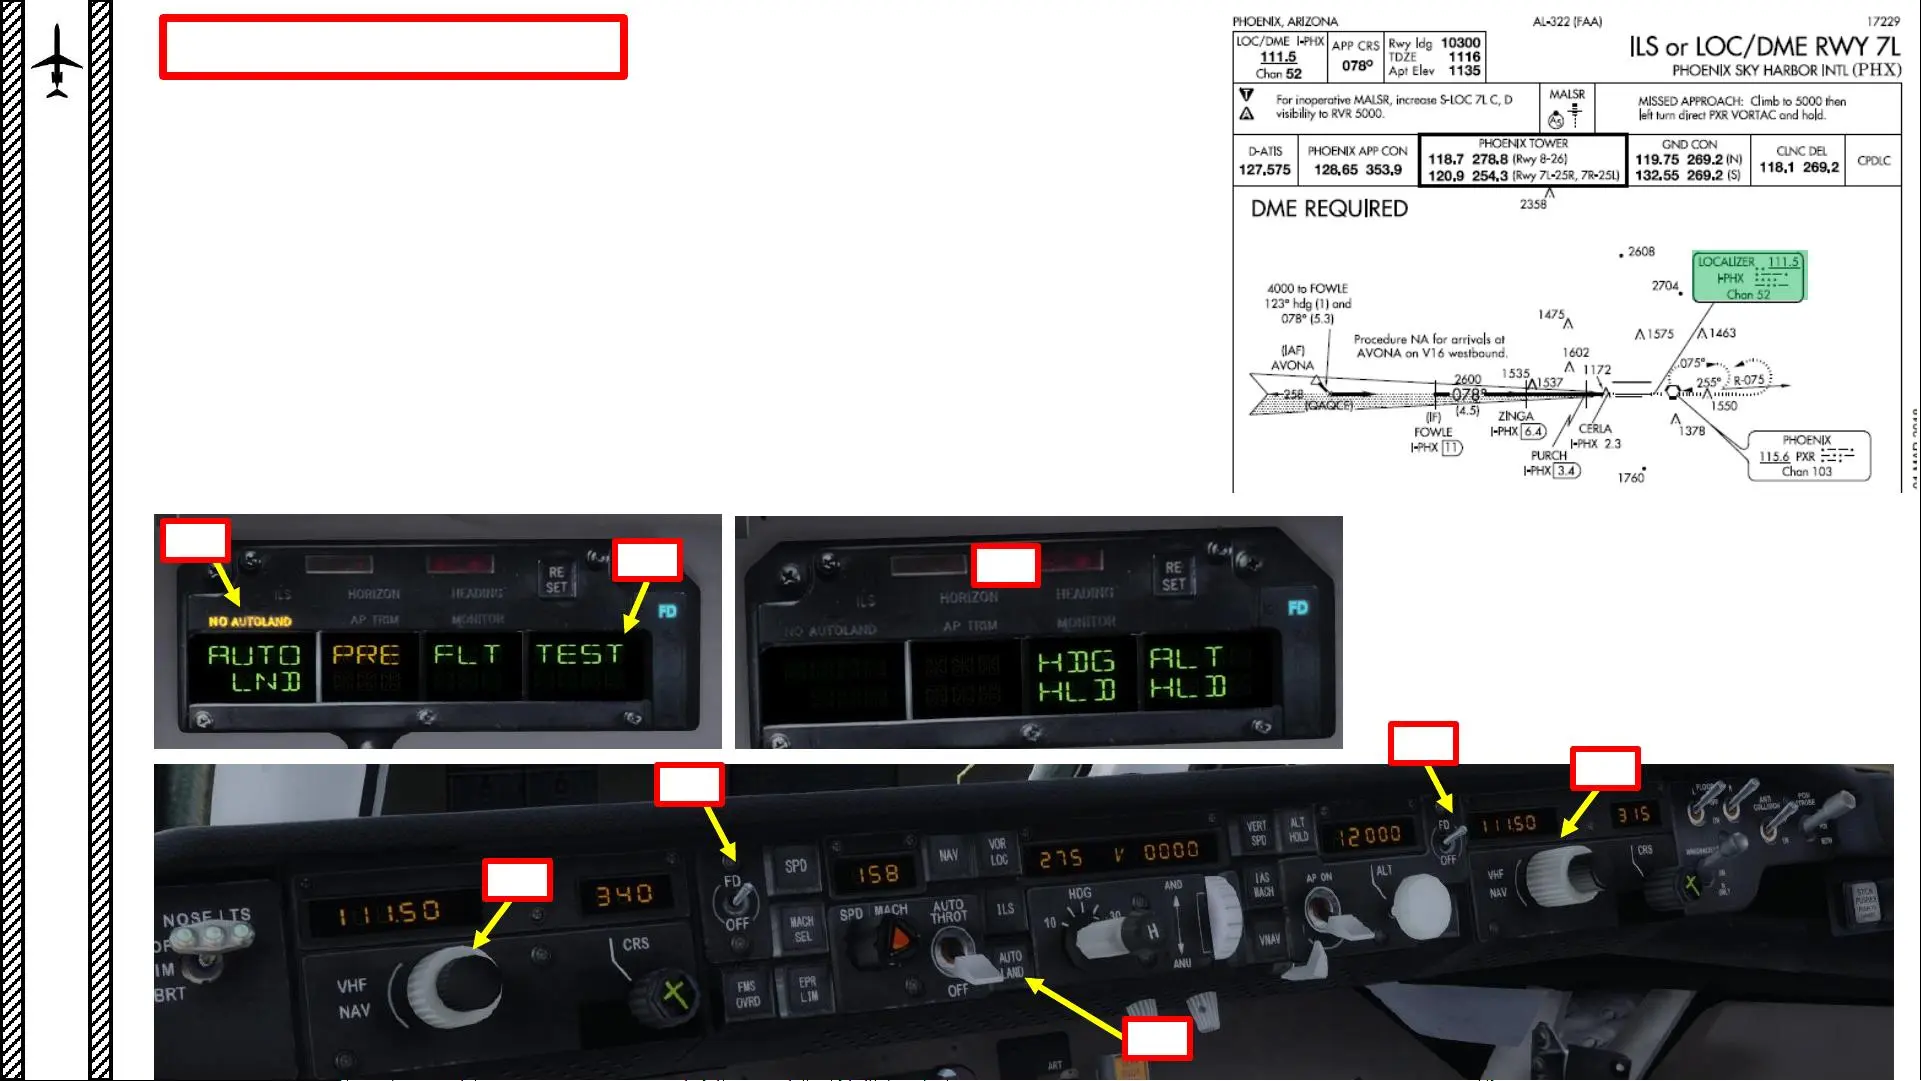 PHOENIX, ARIZONA
AL-322 (FAA)
17229
LOC/DME I-PHX
111.5
Chan 52
APP CRS
078°
Rwy ldg 10300
TDZE 1116
Apt Elev 1135
ILS or LOC/DME RWY 7L
PHOENIX SKY HARBOR INTL (PHX)
T
A
For inoperative MALSR, increase S-LOC 7L C, D
visibility to RVR 5000.
MALSR
A5
MISSED APPROACH: Climb to 5000 then
left turn direct PXR VORTAC and hold.
D-ATIS
127.575
PHOENIX APP CON
128.65 353.9
PHOENIX TOWER
118.7 278.8 (Rwy 8-26)
120.9 254.3 (Rwy 7L-25R, 7R-25L)
GND CON
119.75 269.2 (N)
132.55 269.2 (S)
CLNC DEL
118.1 269.2
CPDLC
DME REQUIRED
2358
2608
LOCALIZER 111.5
I-PHX
Chan 52
2704
4000 to FOWLE
123° hdg (1) and
078° (5.3)
1475
1575
1463
Procedure NA for arrivals at
AVONA on V16 westbound.
(IAF)
AVONA
1602
1535
1537
1172
2600
078°
(4.5)
258
(QAQCE)
075°
255°
R-075
1550
(IF)
FOWLE
I-PHX 11
ZINGA
I-PHX 6.4
CERLA
I-PHX 2.3
PURCH
I-PHX 3.4
1378
1760
PHOENIX
115.6 PXR
Chan 103
ILS
HORIZON
HEADING
RE
SET
NO AUTOLAND
AP TRIM
MONITOR
FD
AUTO
LND
PRE
FLT
TEST
ILS
HORIZON
HEADING
RE
SET
NO AUTOLAND
AP TRIM
MONITOR
FD
HDG
HLD
ALT
HLD
NOSE LTS
BRT
111.50
340
VHF
NAV
CRS
FD
OFF
SPD
MACH
SEL
FMS
OVRD
EPR
LIM
158
SPD MACH
AUTO
THROT
OFF
NAV
VOR
LOC
ILS
AUTO
LAND
275 V 0000
HDG
10
30
H
AND
ANU
VERT
SPD
ALT
HOLD
IAS
MACH
VNAV
12000
AP ON
ALT
FD
OFF
111.50
315
VHF
NAV
CRS
ANTI
COLLISION
ART